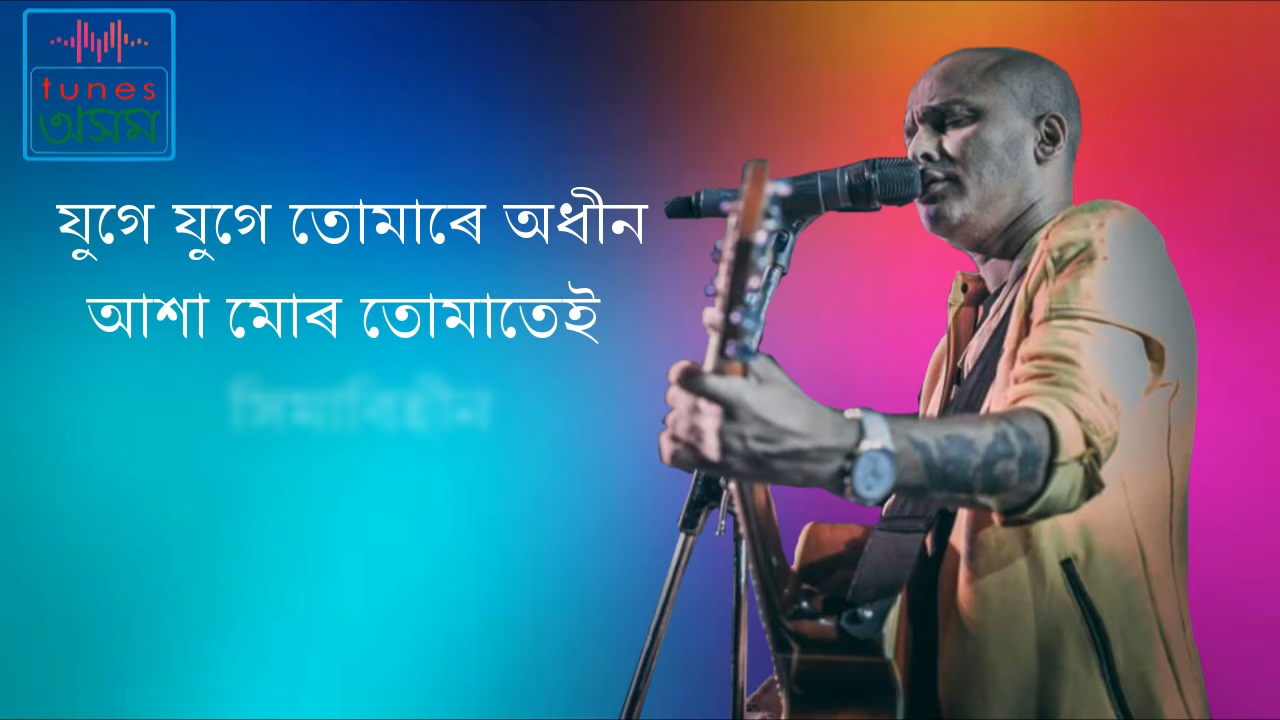 tunes
অসম
যুগে যুগে তোমাৰে অধীন
আশা মোৰ তোমাতেই
সিমাবিহীন